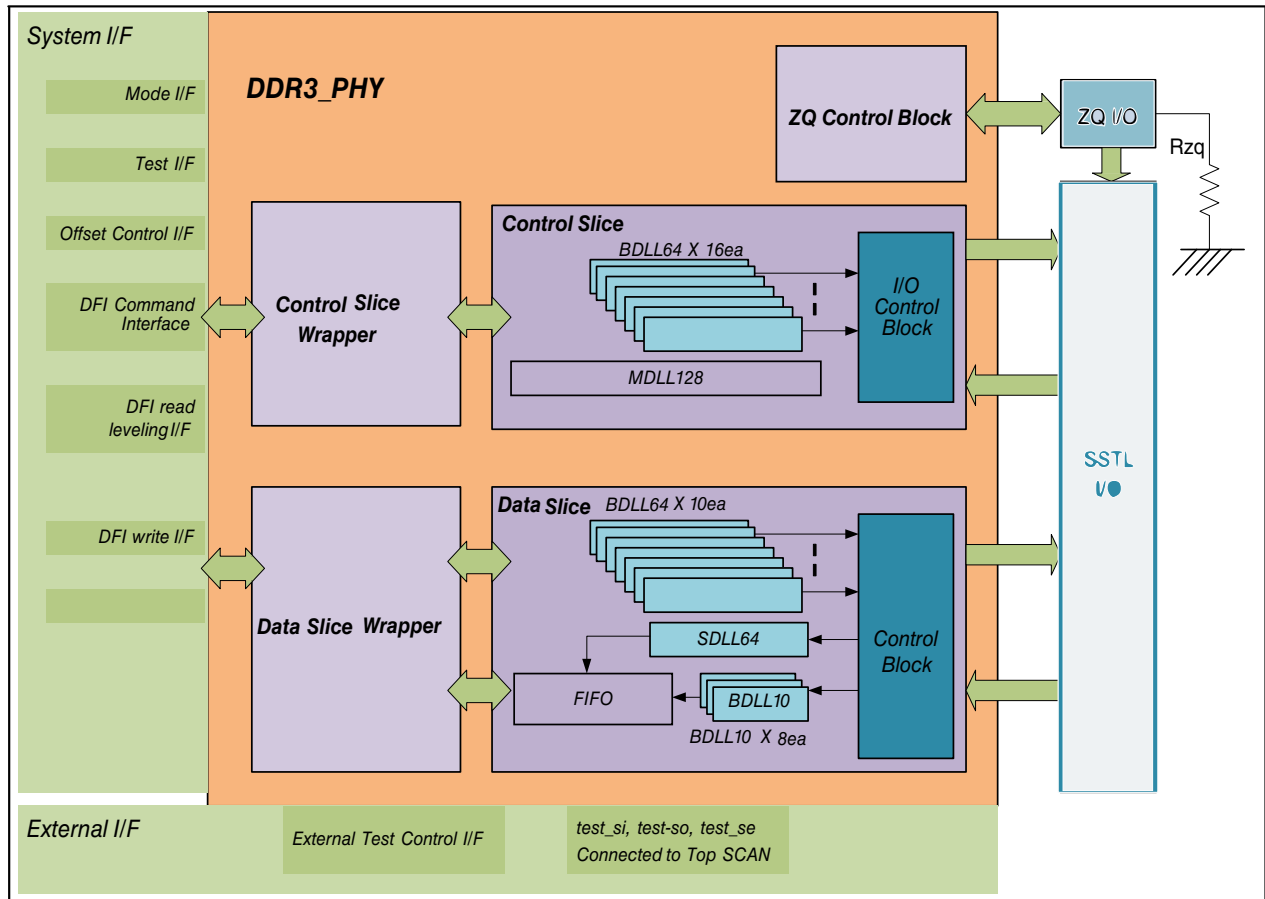 System I/F
Mode I/F
Test I/F
Offset Control I/F
DFI Command
Interface
DFI read
leveling I/F
DFI write I/F
DDR3_PHY
ZQ Control Block
ZQ I/O
Rzq
Control Slice
Wrapper
Control Slice
BDLL64 X 16ea
MDLL128
I/O
Control
Block
SSTL
I/O
Data Slice Wrapper
Data Slice
BDLL64 X 10ea
SDLL64
FIFO
BDLL10
BDLL10 X 8ea
Control
Block
External I/F
External Test Control I/F
test_si, test-so, test_se
Connected to Top SCAN